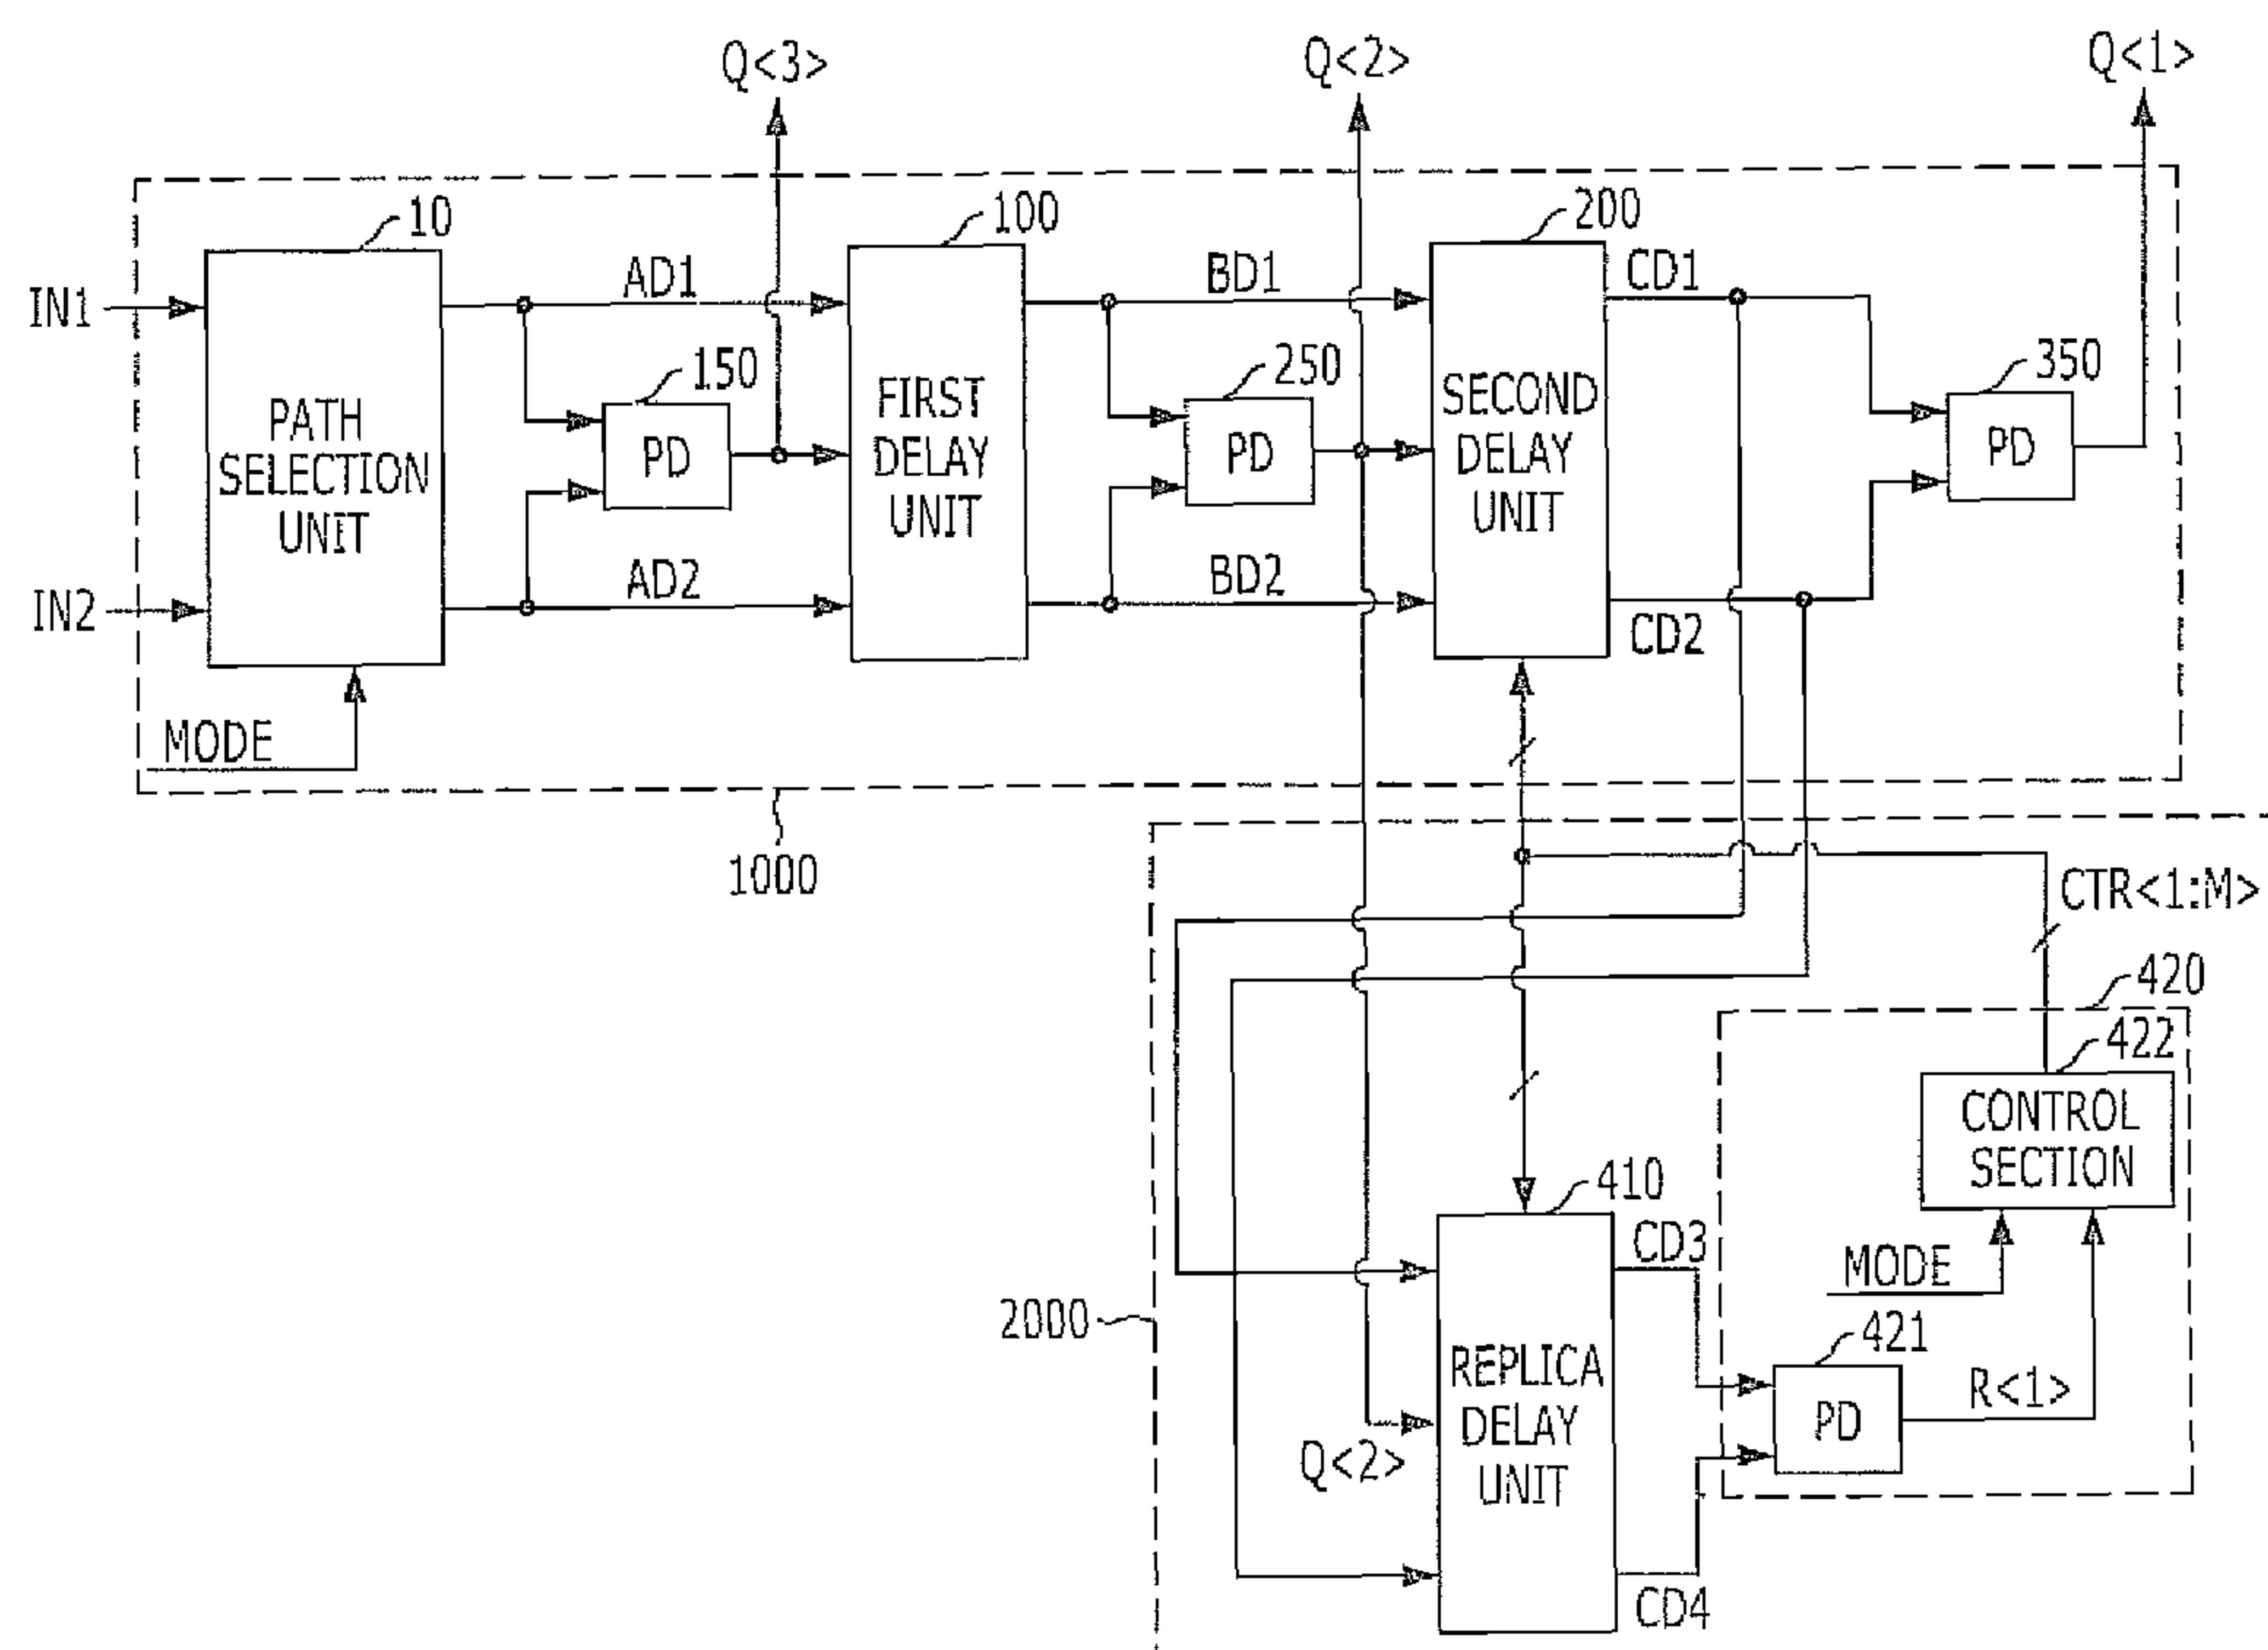 Q<3>
Q<2>
Q<1>
10
100
200
IN1
AD1
BD1
CD1
150
250
350
PATH
SELECTION
UNIT
PD
FIRST
DELAY
UNIT
PD
SECOND
DELAY
UNIT
PD
IN2
AD2
BD2
CD2
MODE
1000
CTR<1:M>
420
422
CONTROL
SECTION
410
CD3
MODE
2000
421
REPLICA
DELAY
UNIT
PD
R<1>
Q<2>
CD4